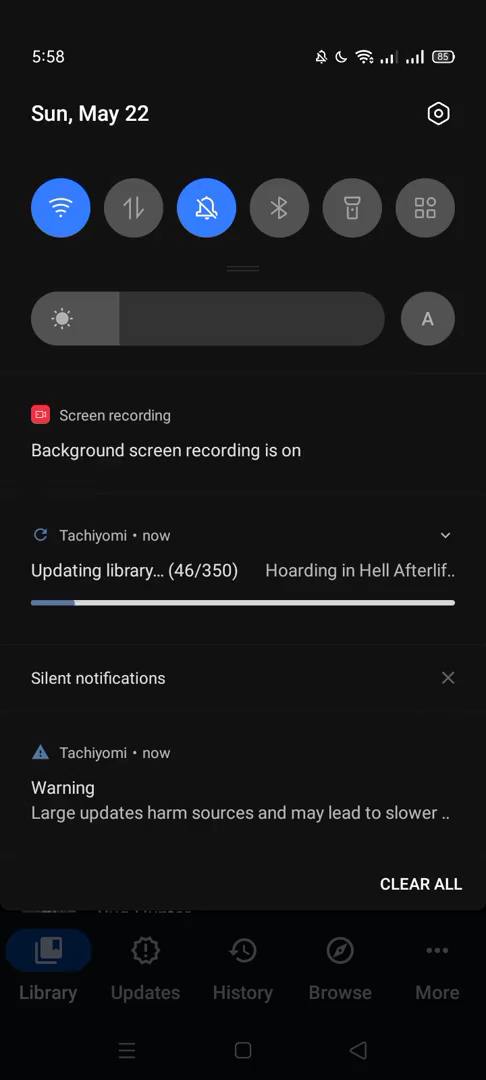 5:58
85
Sun, May 22
A
Screen recording
Background screen recording is on
Tachiyomi • now
Updating library... (46/350) Hoarding in Hell Afterlif..
Silent notifications
Tachiyomi • now
Warning
Large updates harm sources and may lead to slower ..
CLEAR ALL
Library Updates History Browse More